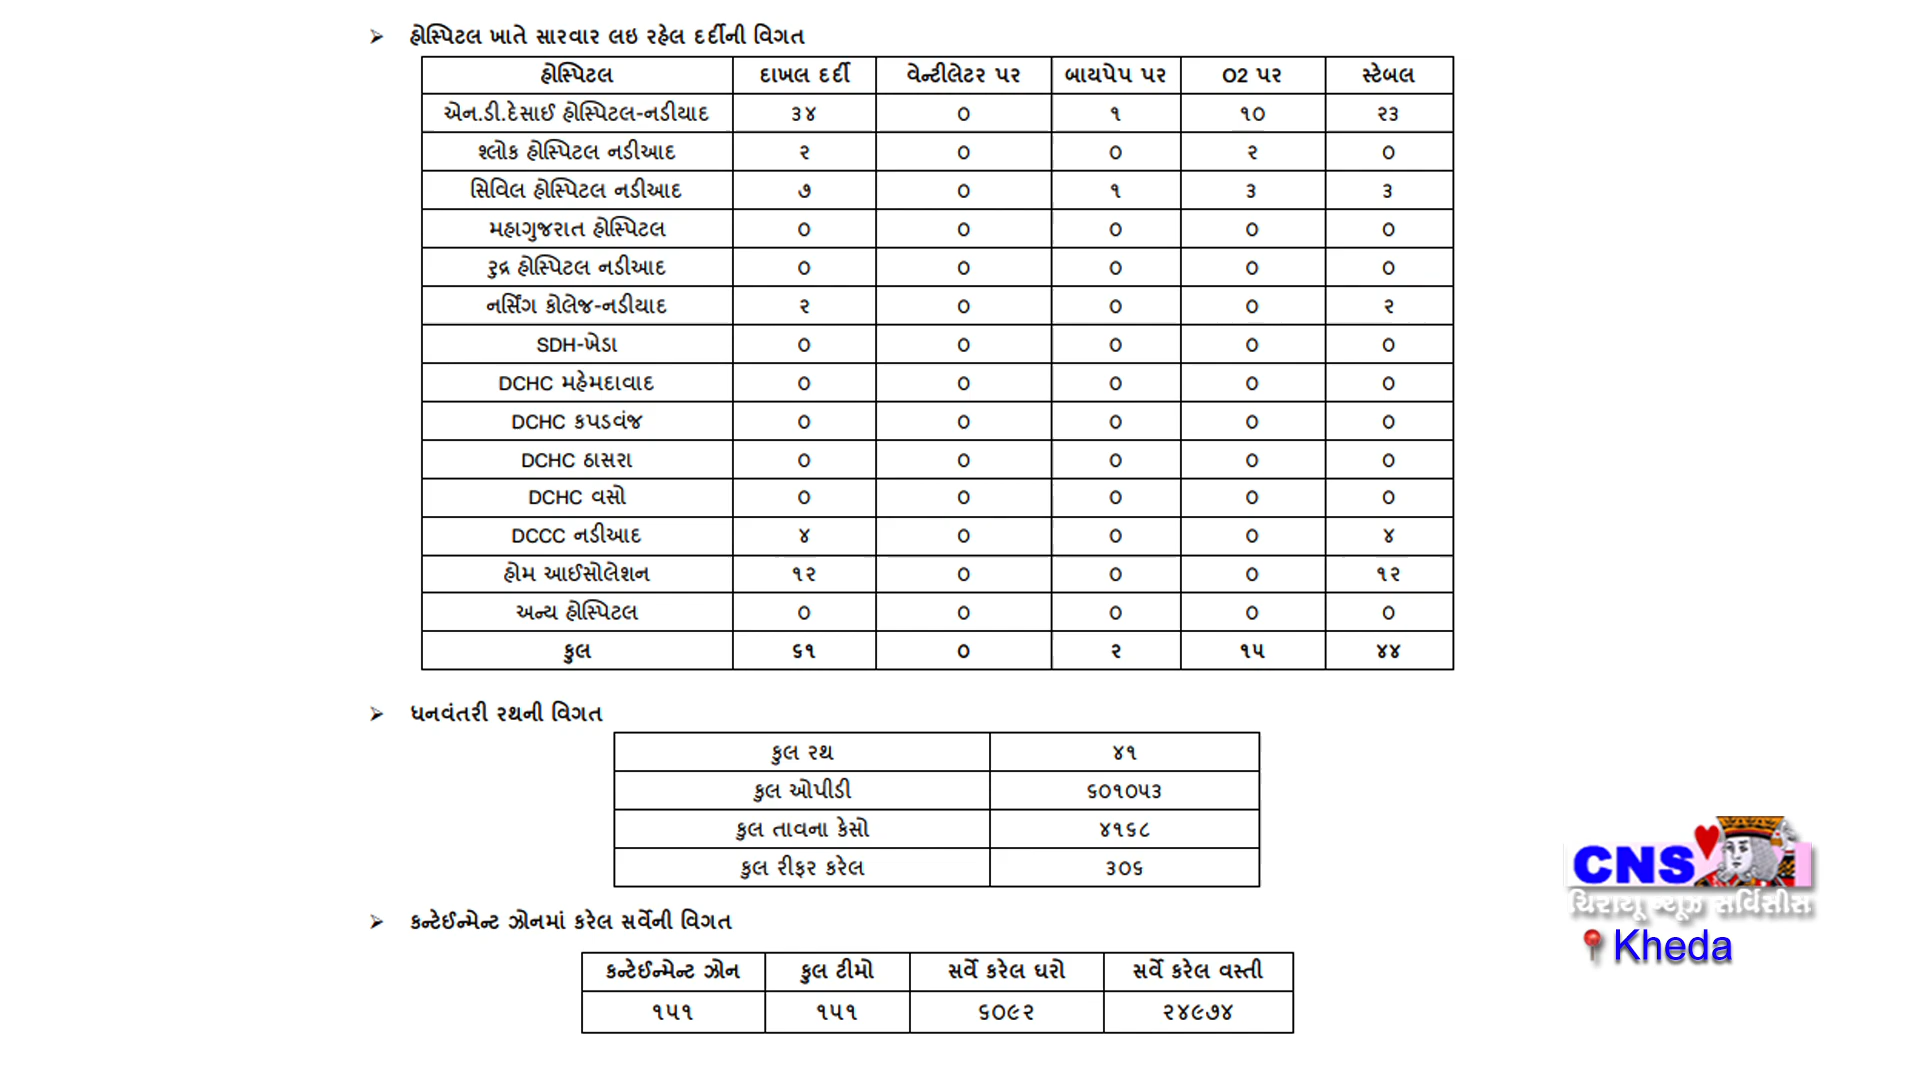 ➢ હોસ્પિટલ ખાતે સારવાર લઇ રહેલ દર્દીની વિગત
હોસ્પિટલ દાખલ દર્દી વેન્ટીલેટર પર બાયપેપ પર O2 પર સ્ટેબલ
એન.ડી.દેસાઈ હોસ્પિટલ-નડીયાદ ૩૪ ૦ ૧ ૧૦ ૨૩
શ્લોક હોસ્પિટલ નડીઆદ ૨ ૦ ૦ ૨ ૦
સિવિલ હોસ્પિટલ નડીઆદ ૭ ૦ ૧ ૩ ૩
મહાગુજરાત હોસ્પિટલ ૦ ૦ ૦ ૦ ૦
રુદ્ર હોસ્પિટલ નડીઆદ ૦ ૦ ૦ ૦ ૦
નર્સિંગ કોલેજ-નડીયાદ ૨ ૦ ૦ ૦ ૨
SDH-ખેડા ૦ ૦ ૦ ૦ ૦
DCHC મહેમદાવાદ ૦ ૦ ૦ ૦ ૦
DCHC કપડવંજ ૦ ૦ ૦ ૦ ૦
DCHC ઠાસરા ૦ ૦ ૦ ૦ ૦
DCHC વસો ૦ ૦ ૦ ૦ ૦
DCCC નડીઆદ ૪ ૦ ૦ ૦ ૪
હોમ આઈસોલેશન ૧૨ ૦ ૦ ૦ ૧૨
અન્ય હોસ્પિટલ ૦ ૦ ૦ ૦ ૦
કુલ ૬૧ ૦ ૨ ૧૫ ૪૪
➢ ધનવંતરી રથની વિગત
કુલ રથ ૪૧
કુલ ઓપીડી ૬૦૧૦૫૩
કુલ તાવના કેસો ૪૧૬૮
કુલ રીફર કરેલ ૩૦૬
➢ કન્ટેઈન્મેન્ટ ઝોનમાં કરેલ સર્વેની વિગત
કન્ટેઈન્મેન્ટ ઝોન કુલ ટીમો સર્વે કરેલ ઘરો સર્વે કરેલ વસ્તી
૧૫૧ ૧૫૧ ૬૦૯૨ ૨૪૯૭૪
CNS
ચિરાયૂ ન્યૂઝ સર્વિસીસ
Kheda